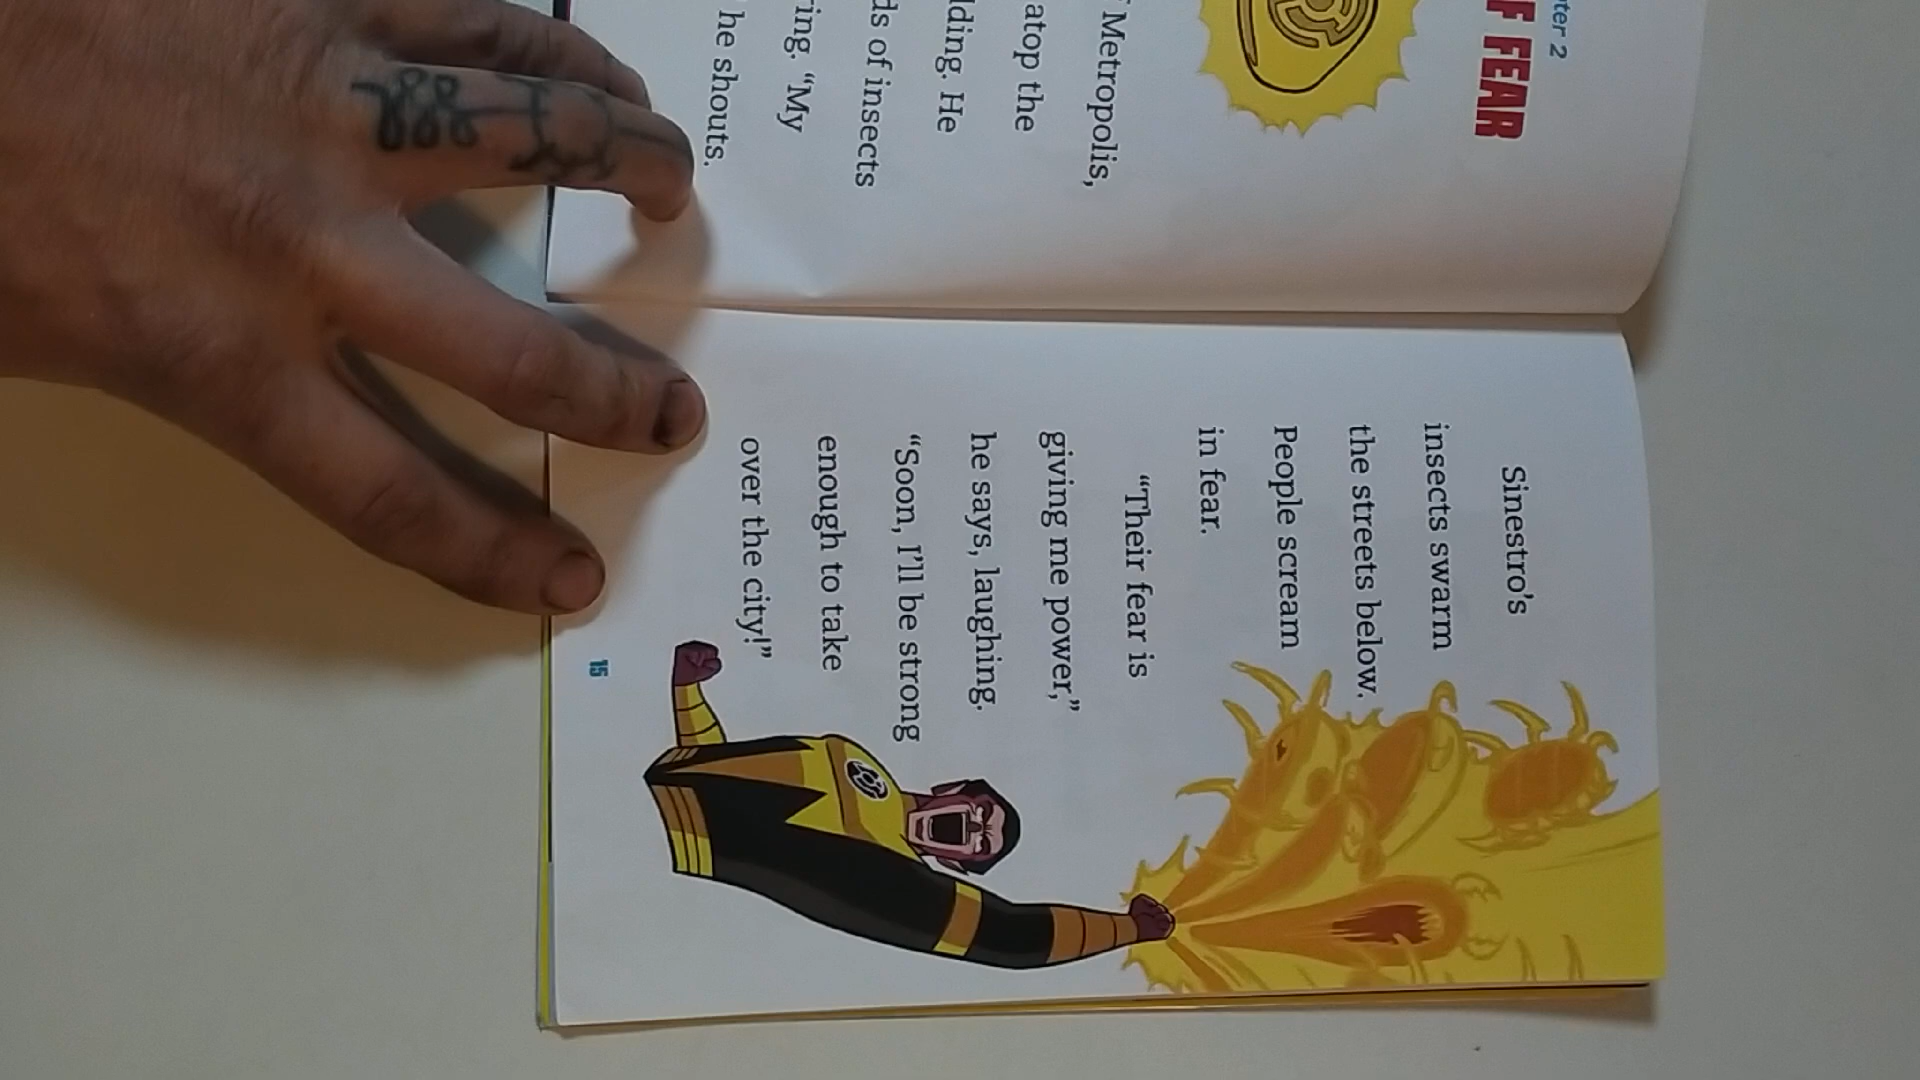 ter 2
F FEAR
Metropolis,
atop the
lding. He
ds of insects
ring. “My
he shouts.
Sinestro’s
insects swarm
the streets below.
People scream
in fear.
“Their fear is
giving me power,”
he says, laughing.
“Soon, I’ll be strong
enough to take
over the city!”
15